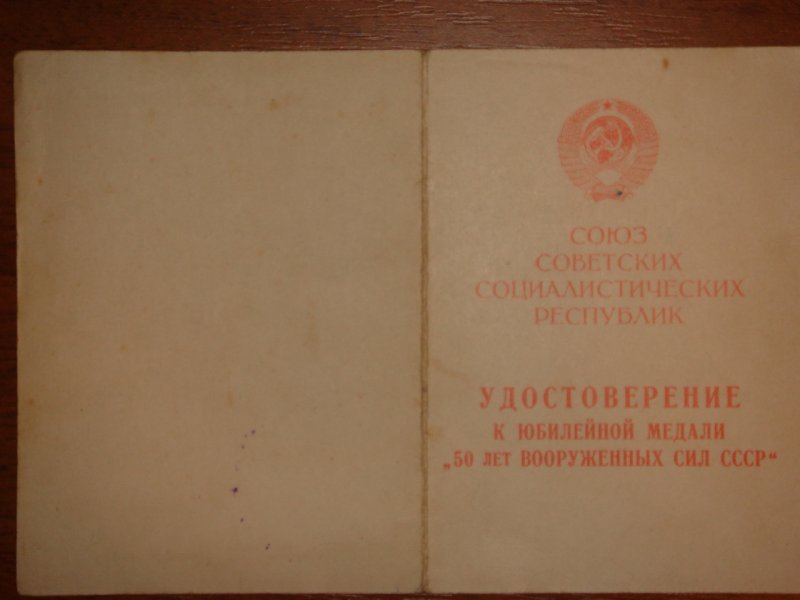 СОЮЗ
СОВЕТСКИХ
СОЦИАЛИСТИЧЕСКИХ
РЕСПУБЛИК
УДОСТОВЕРЕНИЕ
К ЮБИЛЕЙНОЙ МЕДАЛИ
„50 ЛЕТ ВООРУЖЕННЫХ СИЛ СССР“